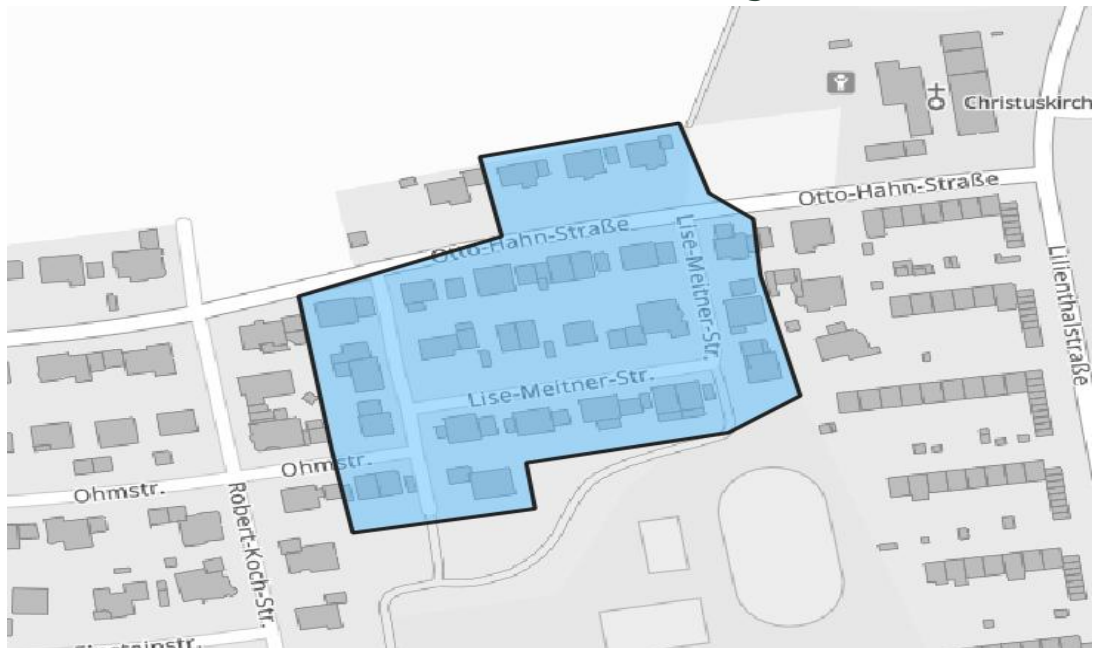 Christuskirch
Otto-Hahn-Straße
Otto-Hahn-Straße
Lise-Meitner-Str.
Lilienthalstraße
Lise-Meitner-Str.
Ohmstr.
Ohmstr.
Robert-Koch-Str.